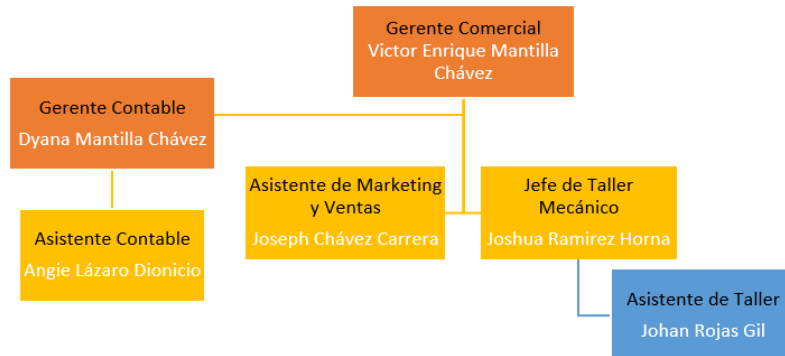 Gerente Comercial
Victor Enrique Mantilla
Chávez
Gerente Contable
Dyana Mantilla Chávez
Asistente de Marketing
y Ventas
Joseph Chávez Carrera
Jefe de Taller
Mecánico
Joshua Ramirez Horna
Asistente Contable
Angie Lázaro Dionicio
Asistente de Taller
Johan Rojas Gil